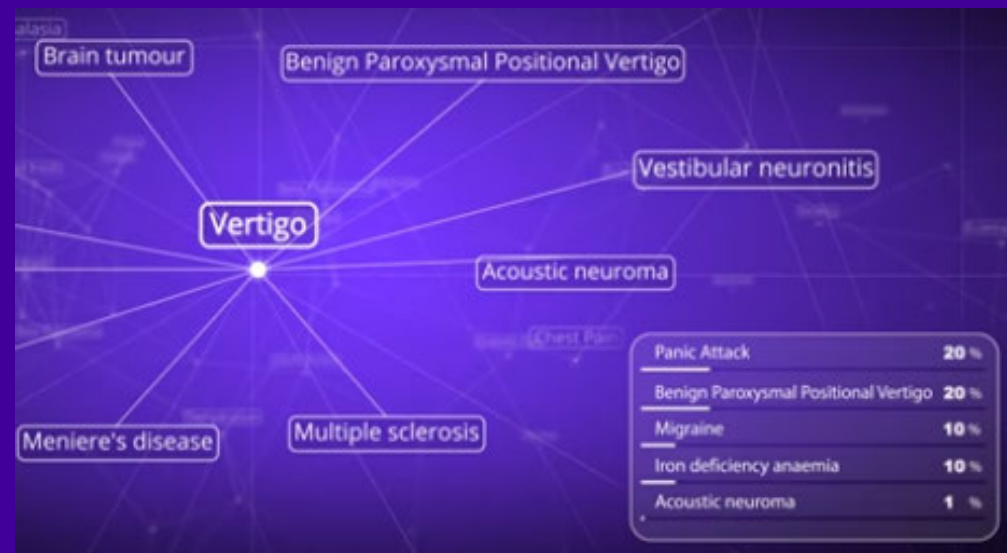 Brain tumour
Benign Paroxysmal Positional Vertigo
Vestibular neuronitis
Vertigo
Acoustic neuroma
Chest Pain
Panic Attack 20 %
Benign Paroxysmal Positional Vertigo 20 %
Migraine 10 %
Iron deficiency anaemia 10 %
Acoustic neuroma 1 %
Meniere's disease
Multiple sclerosis